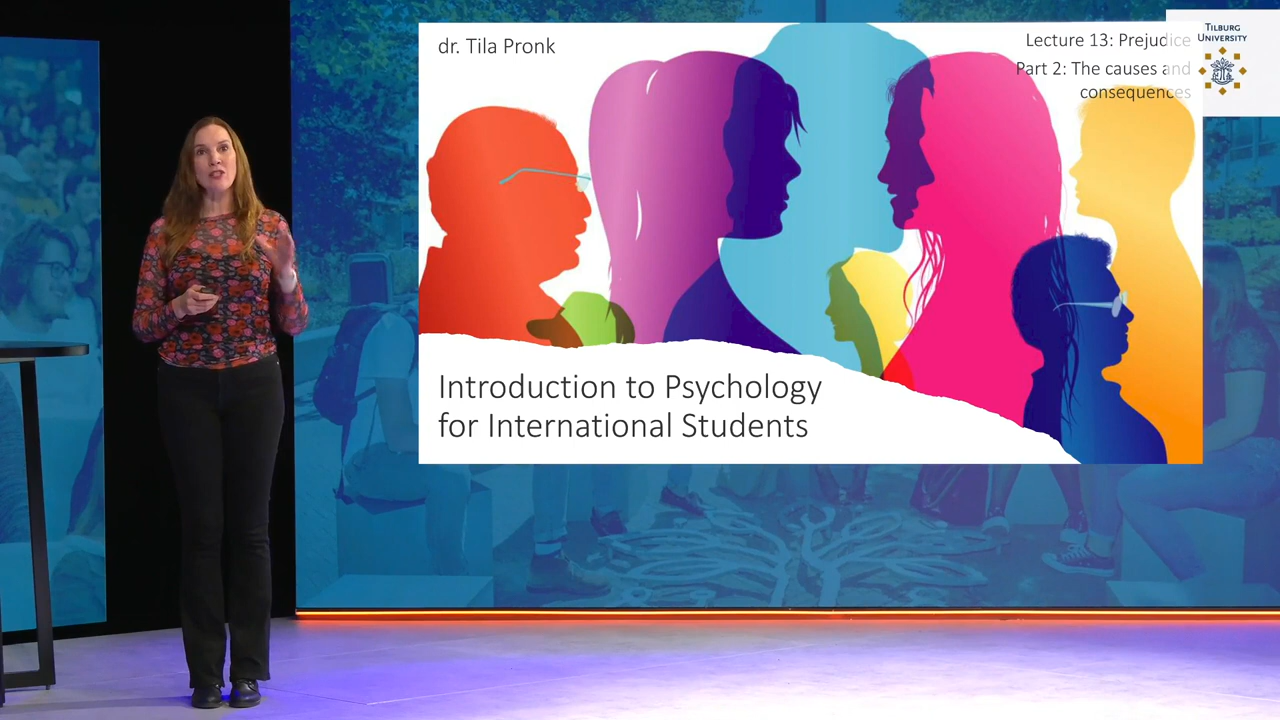 dr. Tila Pronk
Lecture 13: Prejudice
Part 2: The causes and
consequences
TILBURG
UNIVERSITY
Introduction to Psychology
for International Students